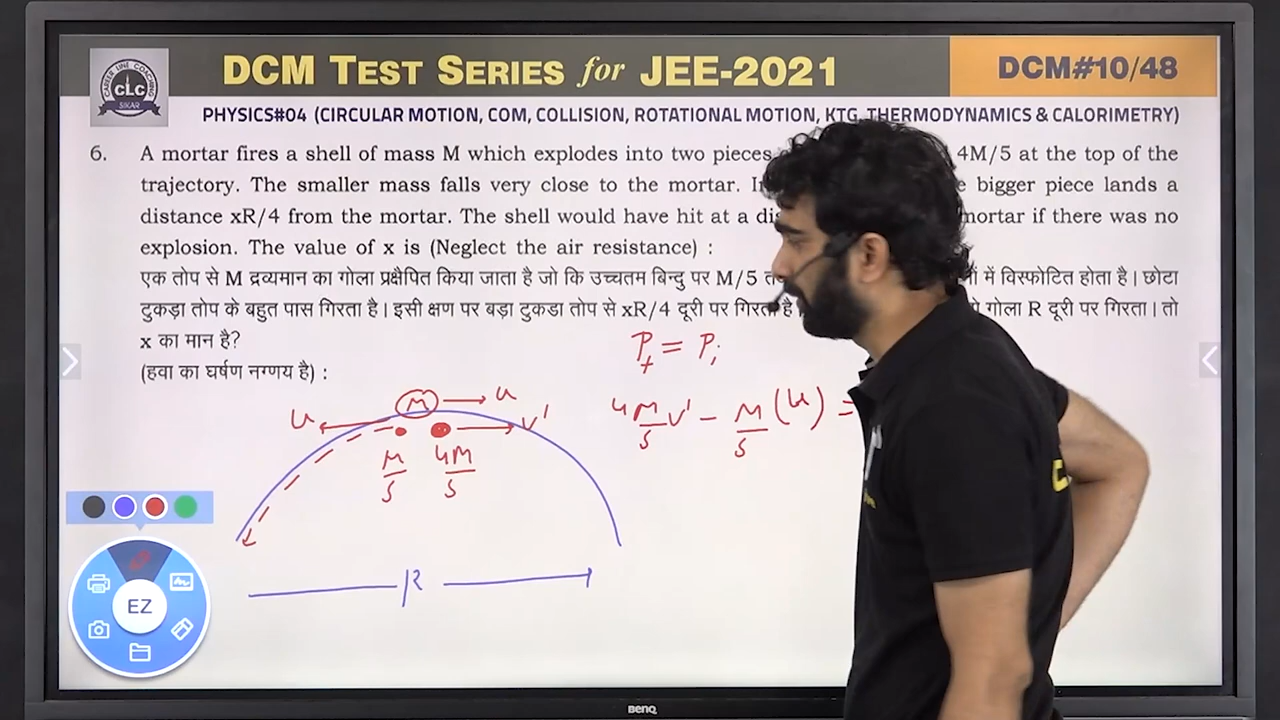 CAREER LINE COACHING
CLC
SIKAR
DCM TEST SERIES for JEE-2021
DCM#10/48
PHYSICS#04 (CIRCULAR MOTION, COM, COLLISION, ROTATIONAL MOTION, KTG, THERMODYNAMICS & CALORIMETRY)
6. A mortar fires a shell of mass M which explodes into two pieces 4M/5 at the top of the
trajectory. The smaller mass falls very close to the mortar. bigger piece lands a
distance xR/4 from the mortar. The shell would have hit at a mortar if there was no
explosion. The value of x is (Neglect the air resistance) :
एक तोप से M द्रव्यमान का गोला प्रक्षैपित किया जाता है जो कि उच्चतम बिन्दु पर M/5 में विस्फोटित होता है। छोटा
टुकड़ा तोप के बहुत पास गिरता है। इसी क्षण पर बड़ा टुकडा तोप से xR/4 दूरी पर गिरता है गोला R दूरी पर गिरता। तो
x का मान है?
(हवा का घर्षण नग्णय है) :
P_f = P_i
4M/5 v' - M/5 (u) =
M u
u v'
M/5 4M/5
R
EZ
BenQ